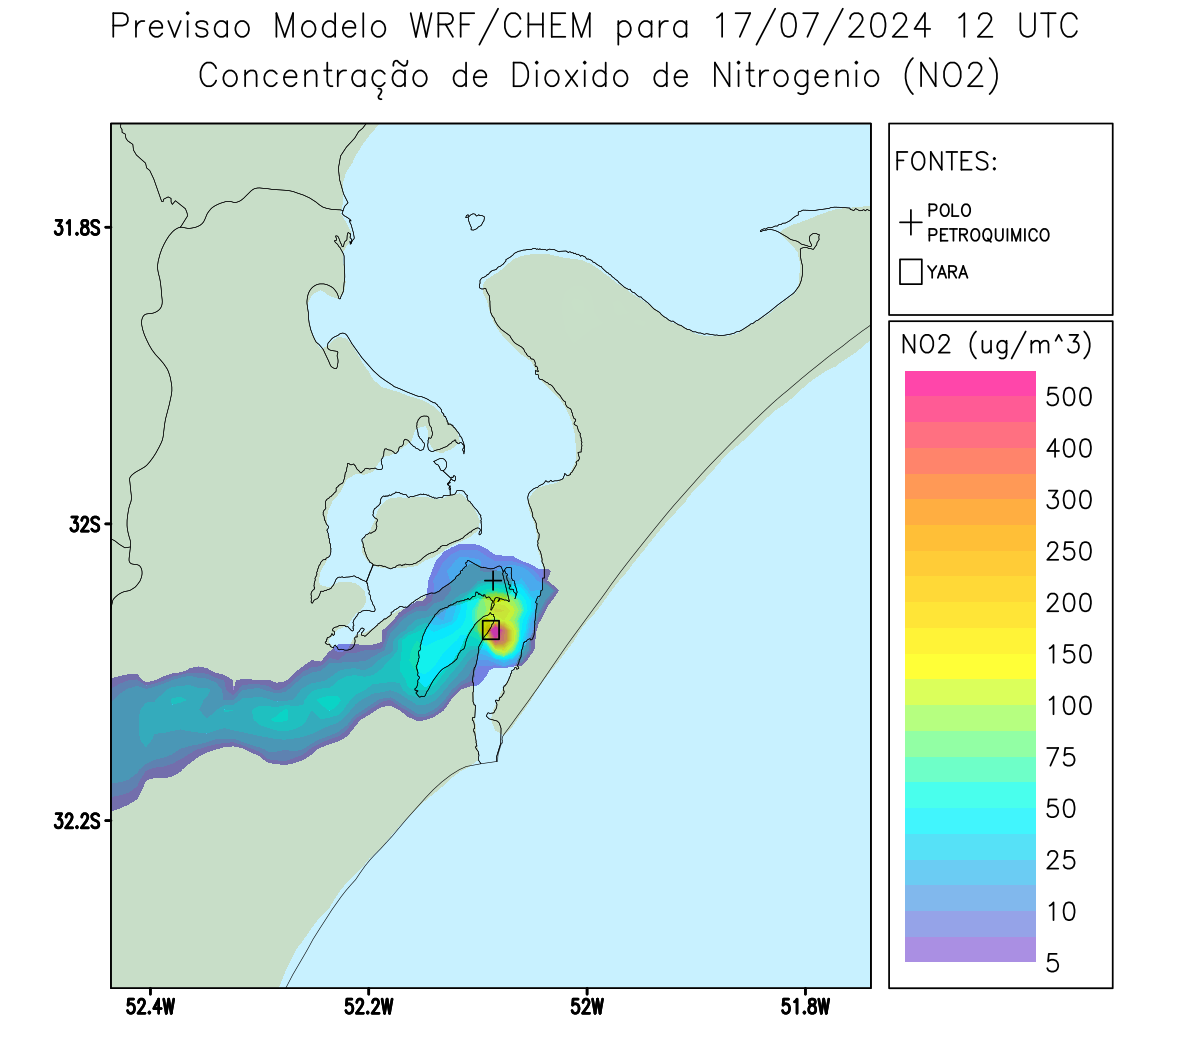 Previsao Modelo WRF/CHEM para 17/07/2024 12 UTC
Concentração de Dioxido de Nitrogenio (NO2)
FONTES:
POLO
PETROQUIMICO
YARA
31.8S
32S
32.2S
52.4W
52.2W
52W
51.8W
NO2 (ug/m^3)
500
400
300
250
200
150
100
75
50
25
10
5